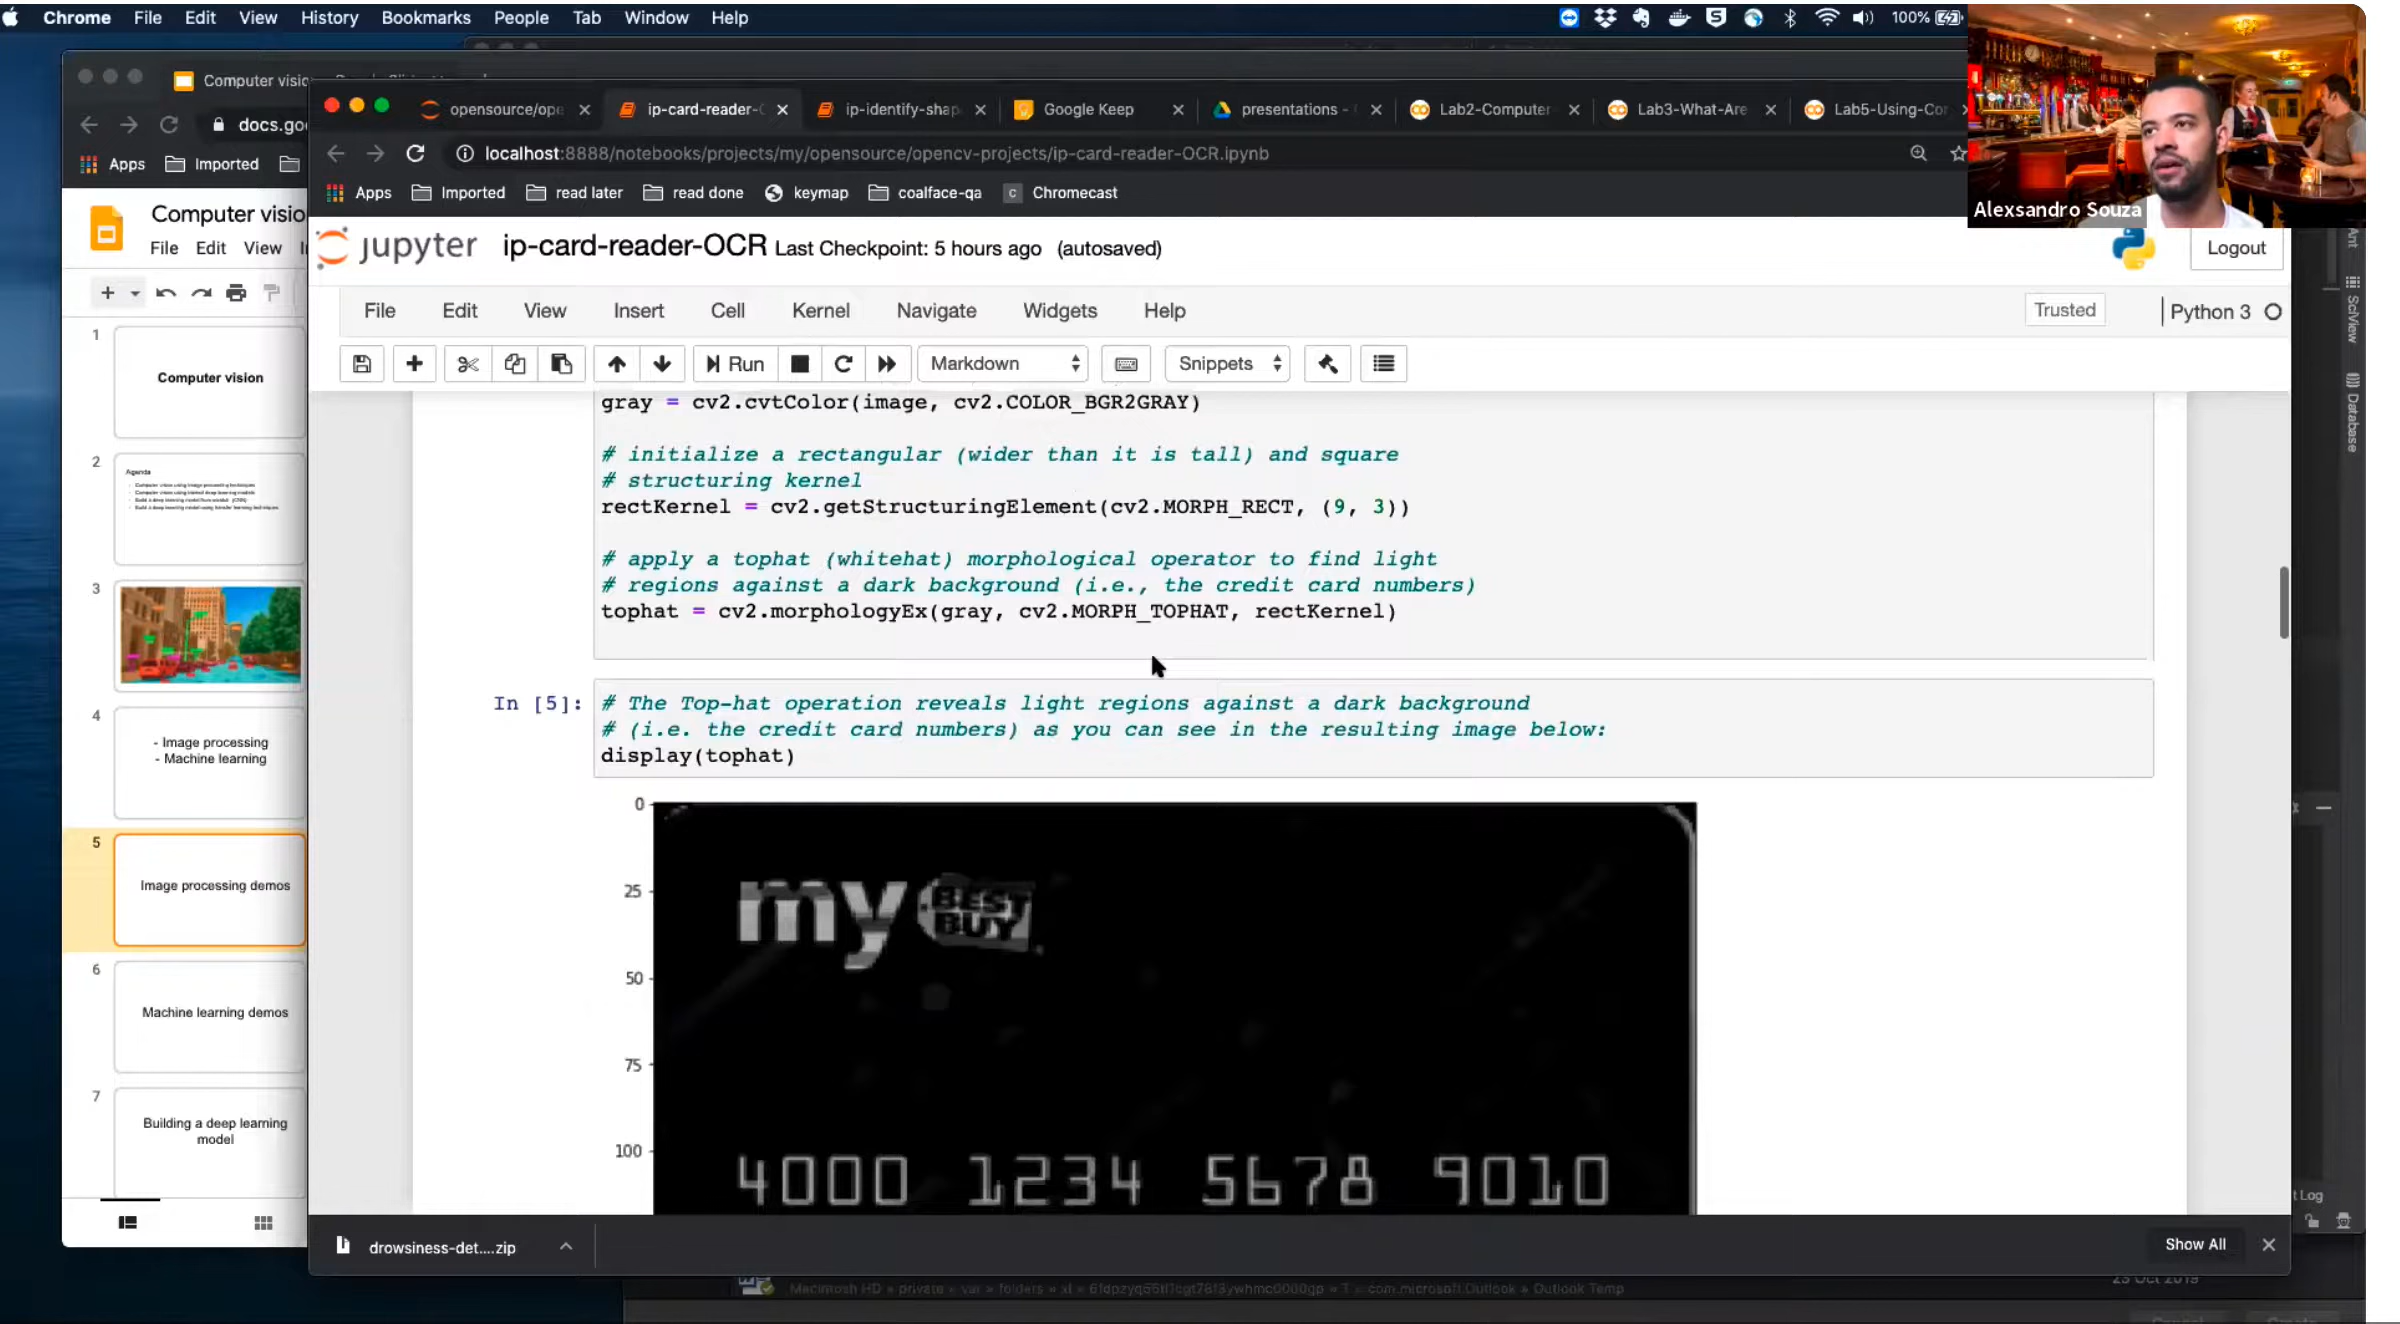 Chrome File Edit View History Bookmarks People Tab Window Help
100%
Computer visio
docs.goo
Apps Imported
Computer visio
File Edit View
1
Computer vision
2
Agenda
3
4
- Image processing
- Machine learning
5
Image processing demos
6
Machine learning demos
7
Building a deep learning
model
opensource/ope
ip-card-reader-
ip-identify-shap
Google Keep
presentations -
Lab2-Computer
Lab3-What-Are
Lab5-Using-Cor
localhost:8888/notebooks/projects/my/opensource/opencv-projects/ip-card-reader-OCR.ipynb
Apps Imported read later read done keymap coalface-qa c Chromecast
Alexsandro Souza
jupyter ip-card-reader-OCR Last Checkpoint: 5 hours ago (autosaved)
Logout
File Edit View Insert Cell Kernel Navigate Widgets Help
Trusted
Python 3
Run
Markdown
Snippets
gray = cv2.cvtColor(image, cv2.COLOR_BGR2GRAY)
# initialize a rectangular (wider than it is tall) and square
# structuring kernel
rectKernel = cv2.getStructuringElement(cv2.MORPH_RECT, (9, 3))
# apply a tophat (whitehat) morphological operator to find light
# regions against a dark background (i.e., the credit card numbers)
tophat = cv2.morphologyEx(gray, cv2.MORPH_TOPHAT, rectKernel)
In [5]:
# The Top-hat operation reveals light regions against a dark background
# (i.e. the credit card numbers) as you can see in the resulting image below:
display(tophat)
0
25
50
75
100
my BEST
BUY
4000 1234 5678 9010
Ant
SciView
Database
t Log
drowsiness-det....zip
Show All
23 Oct 2019